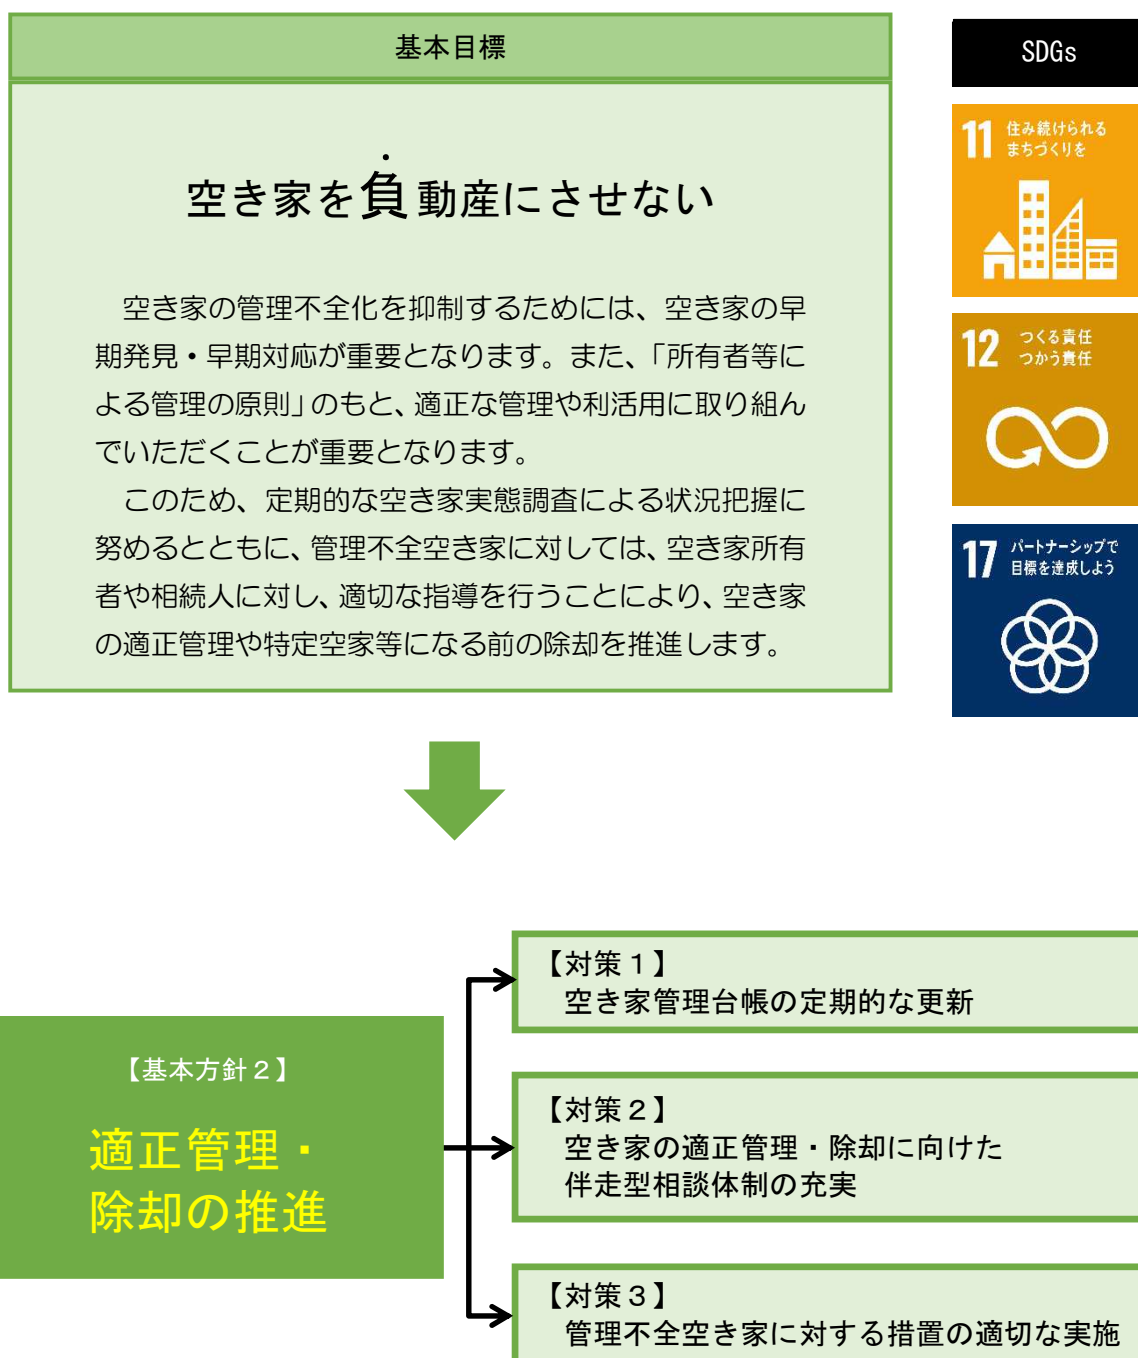 基本目標
空き家を負動産にさせない
空き家の管理不全化を抑制するためには、空き家の早
期発見・早期対応が重要となります。また、「所有者等に
よる管理の原則」のもと、適正な管理や利活用に取り組ん
でいただくことが重要となります。
このため、定期的な空き家実態調査による状況把握に
努めるとともに、管理不全空き家に対しては、空き家所有
者や相続人に対し、適切な指導を行うことにより、空き家
の適正管理や特定空家等になる前の除却を推進します。
SDGs
11 住み続けられる
まちづくりを
12 つくる責任
つかう責任
17 パートナーシップで
目標を達成しよう
【基本方針２】
適正管理・
除却の推進
【対策１】
空き家管理台帳の定期的な更新
【対策２】
空き家の適正管理・除却に向けた
伴走型相談体制の充実
【対策３】
管理不全空き家に対する措置の適切な実施